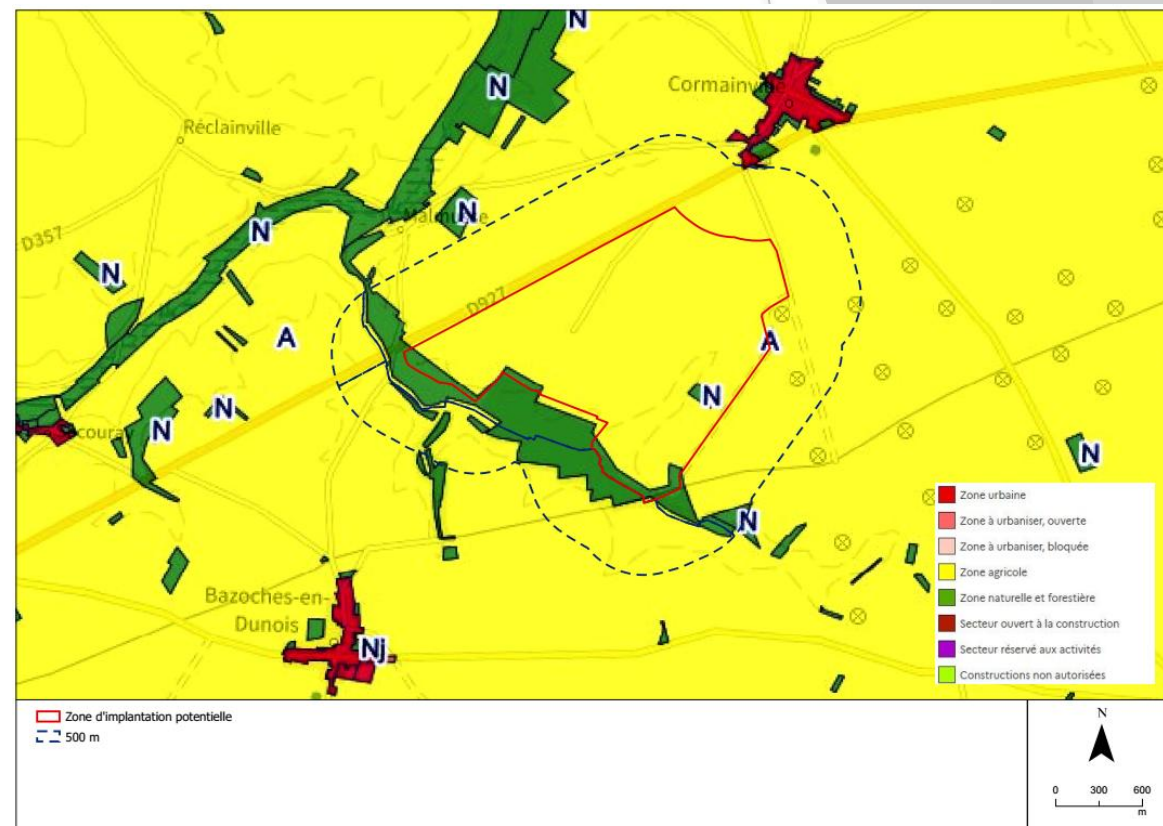 N
N
Cormainville
Réclainville
N
Malmusse
N
D357
N
D927
A
A
N
N
N
N
N
Bazoches-en-
Dunois
Nj
Zone urbaine
Zone à urbaniser, ouverte
Zone à urbaniser, bloquée
Zone agricole
Zone naturelle et forestière
Secteur ouvert à la construction
Secteur réservé aux activités
Constructions non autorisées
Zone d'implantation potentielle
500 m
N
0 300 600
m